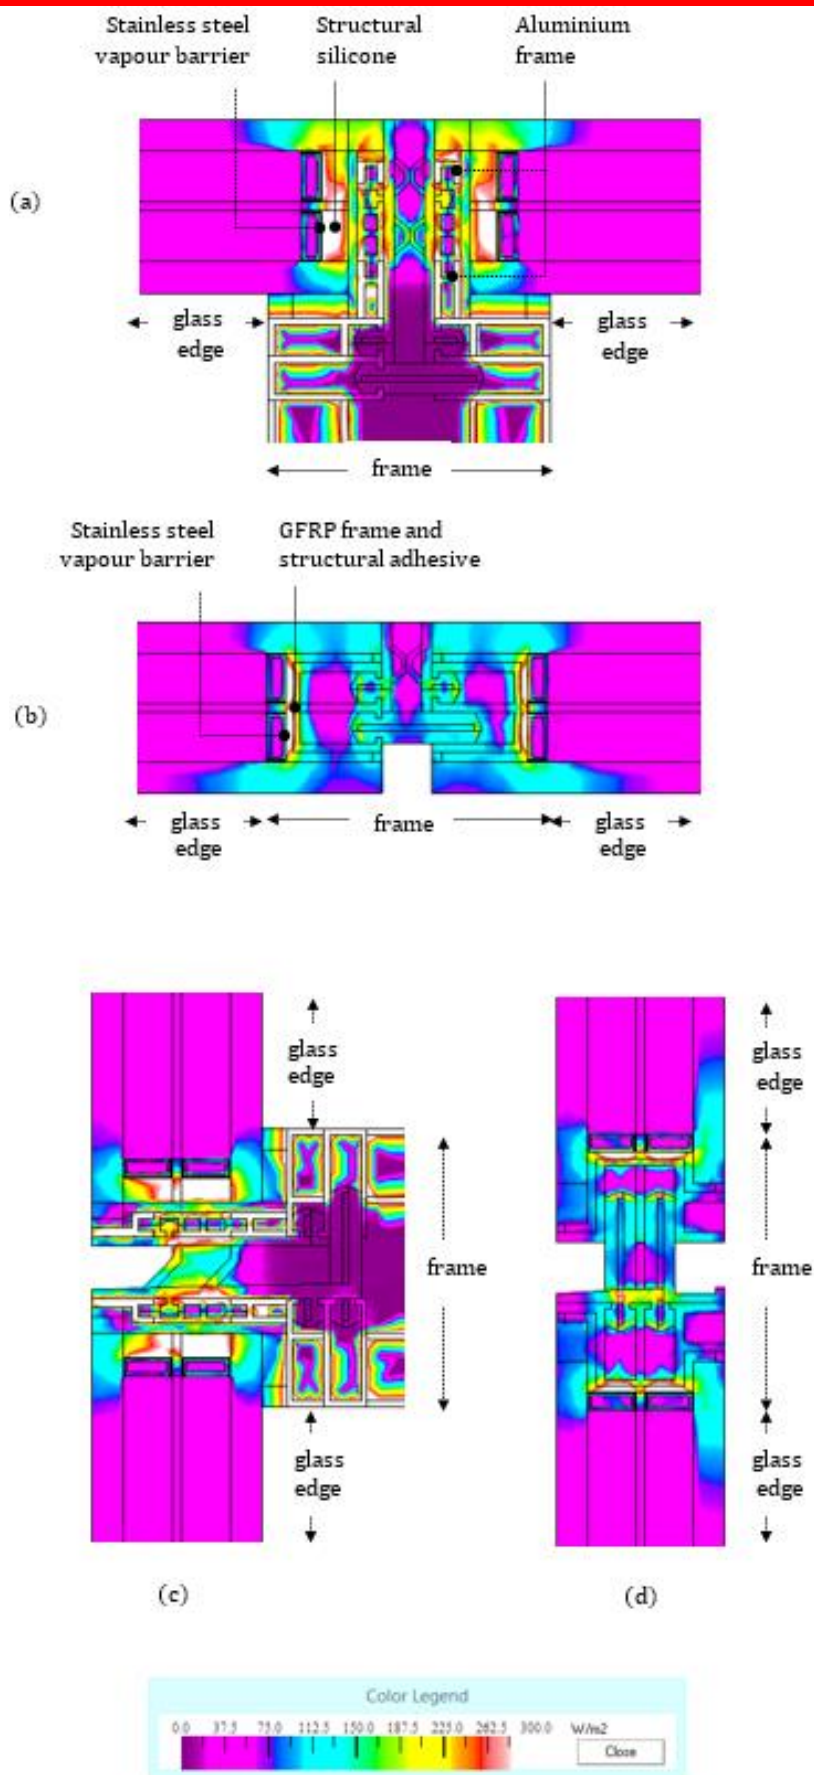 Stainless steel
vapour barrier
Structural
silicone
Aluminium
frame
(a)
glass
edge
glass
edge
frame
Stainless steel
vapour barrier
GFRP frame and
structural adhesive
(b)
glass
edge
frame
glass
edge
glass
edge
frame
glass
edge
(c)
glass
edge
frame
glass
edge
(d)
Color Legend
0.0 37.5 75.0 112.5 150.0 187.5 225.0 262.5 300.0 W/m2
Close